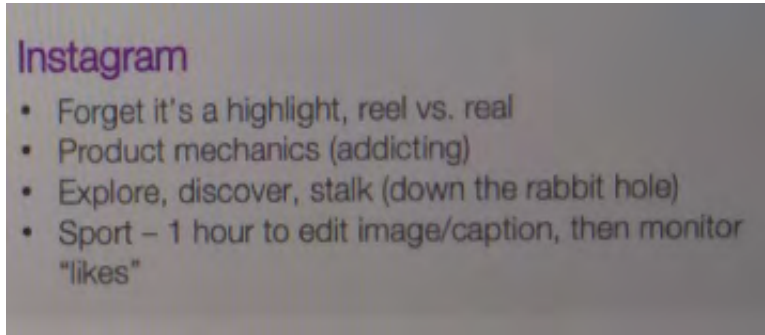 Instagram
• Forget it's a highlight, reel vs. real
• Product mechanics (addicting)
• Explore, discover, stalk (down the rabbit hole)
• Sport – 1 hour to edit image/caption, then monitor
"likes"